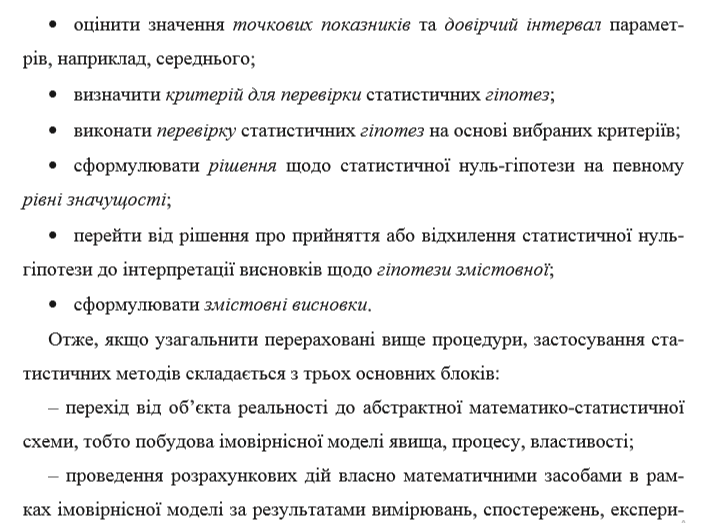 • оцінити значення точкових показників та довірчий інтервал парамет-
рів, наприклад, середнього;
• визначити критерій для перевірки статистичних гіпотез;
• виконати перевірку статистичних гіпотез на основі вибраних критеріїв;
• сформулювати рішення щодо статистичної нуль-гіпотези на певному
рівні значущості;
• перейти від рішення про прийняття або відхилення статистичної нуль-
гіпотези до інтерпретації висновків щодо гіпотези змістовної;
• сформулювати змістовні висновки.
Отже, якщо узагальнити перераховані вище процедури, застосування ста-
тистичних методів складається з трьох основних блоків:
– перехід від об’єкта реальності до абстрактної математико-статистичної
схеми, тобто побудова імовірнісної моделі явища, процесу, властивості;
– проведення розрахункових дій власно математичними засобами в рам-
ках імовірнісної моделі за результатами вимірювань, спостережень, експери-